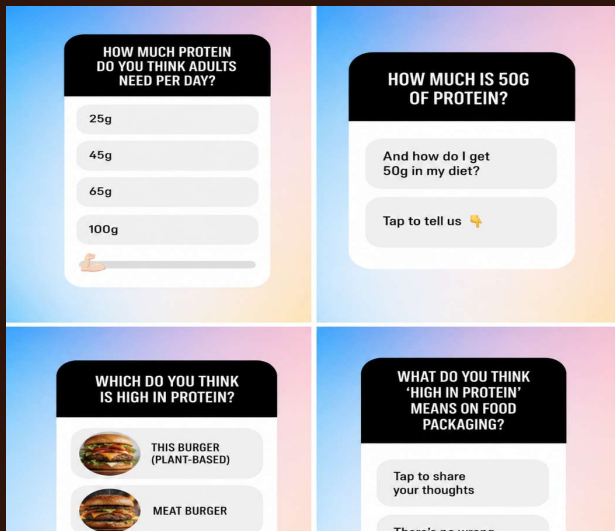 HOW MUCH PROTEIN
DO YOU THINK ADULTS
NEED PER DAY?
25g
45g
65g
100g
HOW MUCH IS 50G
OF PROTEIN?
And how do I get
50g in my diet?
Tap to tell us 👇
WHICH DO YOU THINK
IS HIGH IN PROTEIN?
THIS BURGER
(PLANT-BASED)
MEAT BURGER
WHAT DO YOU THINK
‘HIGH IN PROTEIN’
MEANS ON FOOD
PACKAGING?
Tap to share
your thoughts
There's no wrong